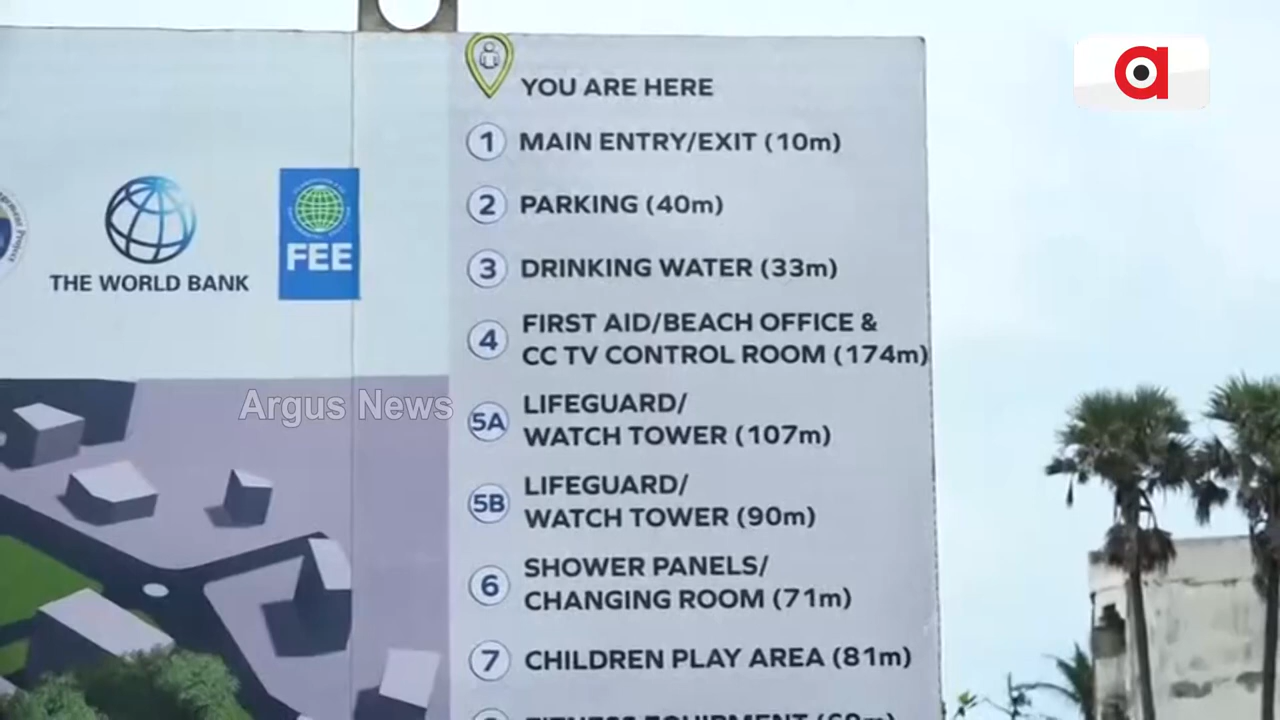 YOU ARE HERE
1 MAIN ENTRY/EXIT (10m)
2 PARKING (40m)
3 DRINKING WATER (33m)
4 FIRST AID/BEACH OFFICE &
CC TV CONTROL ROOM (174m)
5A LIFEGUARD/
WATCH TOWER (107m)
5B LIFEGUARD/
WATCH TOWER (90m)
6 SHOWER PANELS/
CHANGING ROOM (71m)
7 CHILDREN PLAY AREA (81m)
FITNESS EQUIPMENT
THE WORLD BANK
FEE
Argus News
a